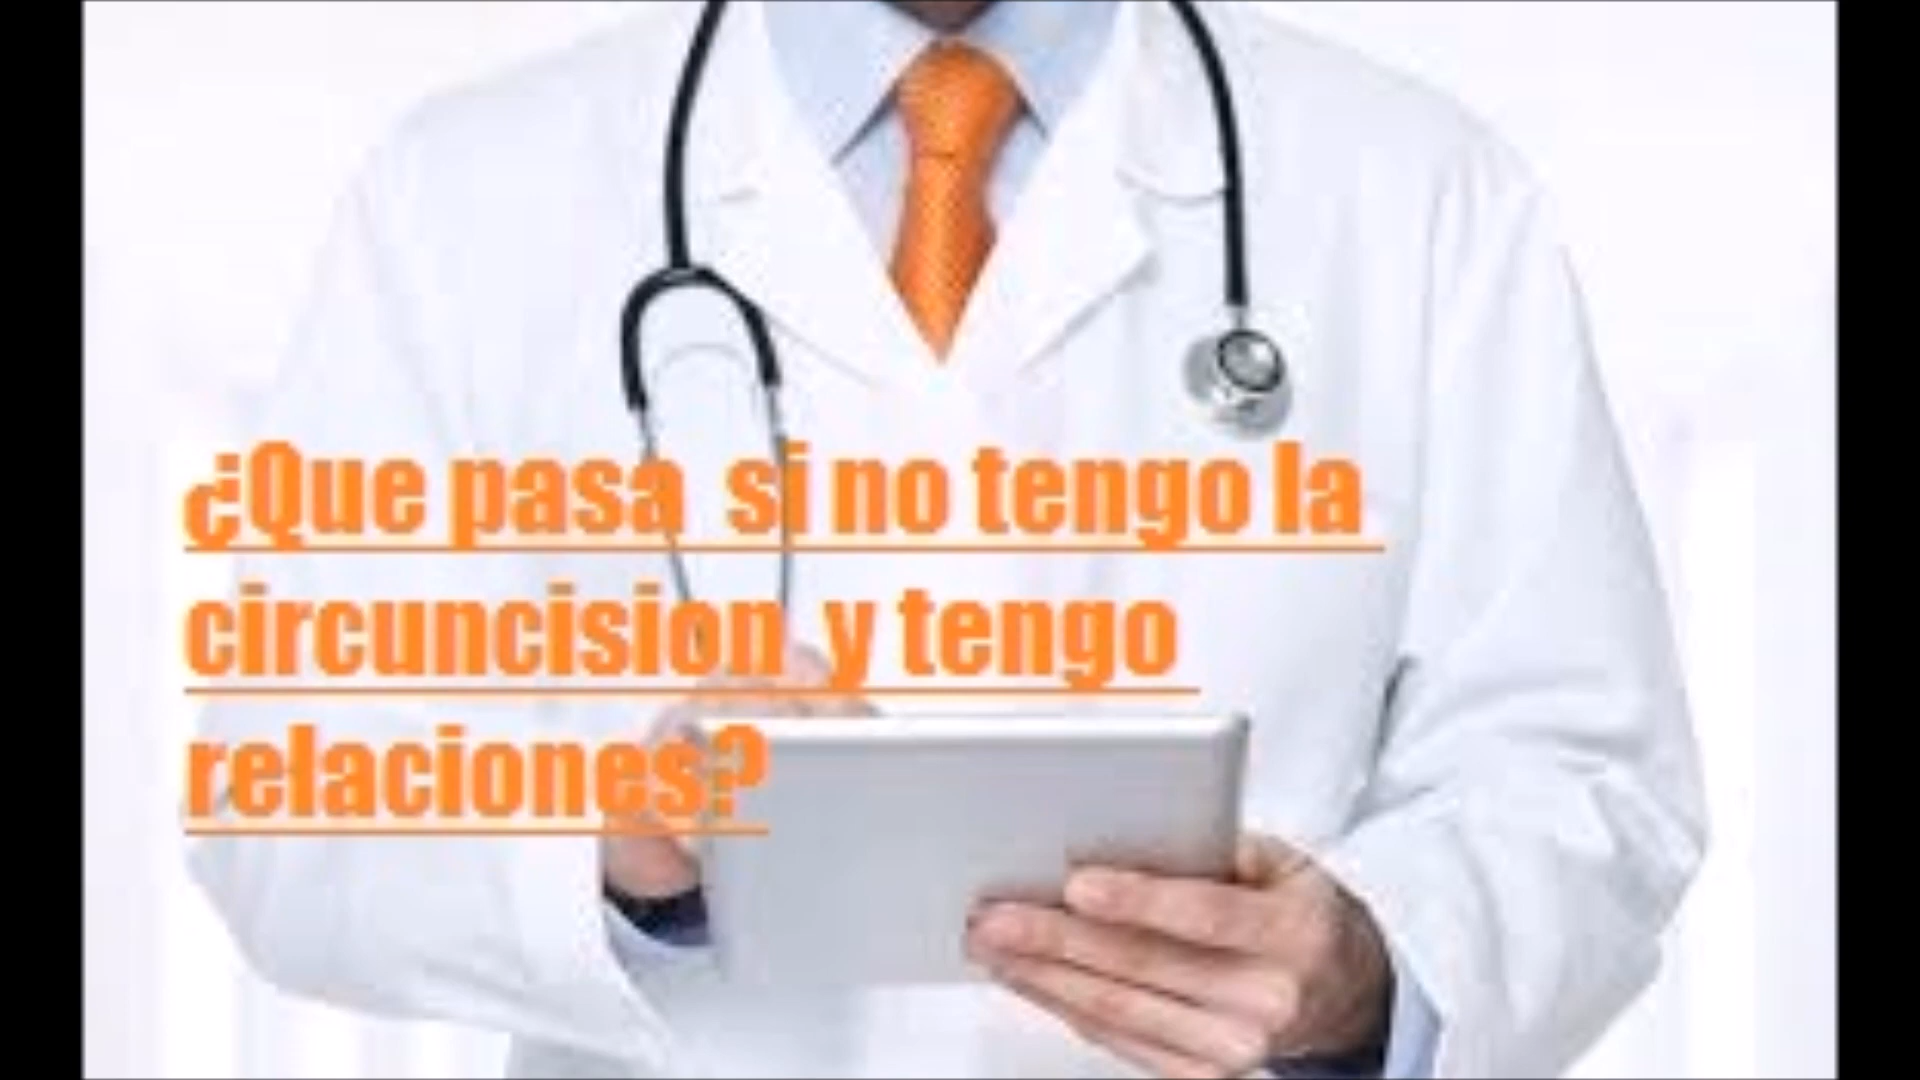 ¿Que pasa si no tengo la
circuncision y tengo
relaciones?